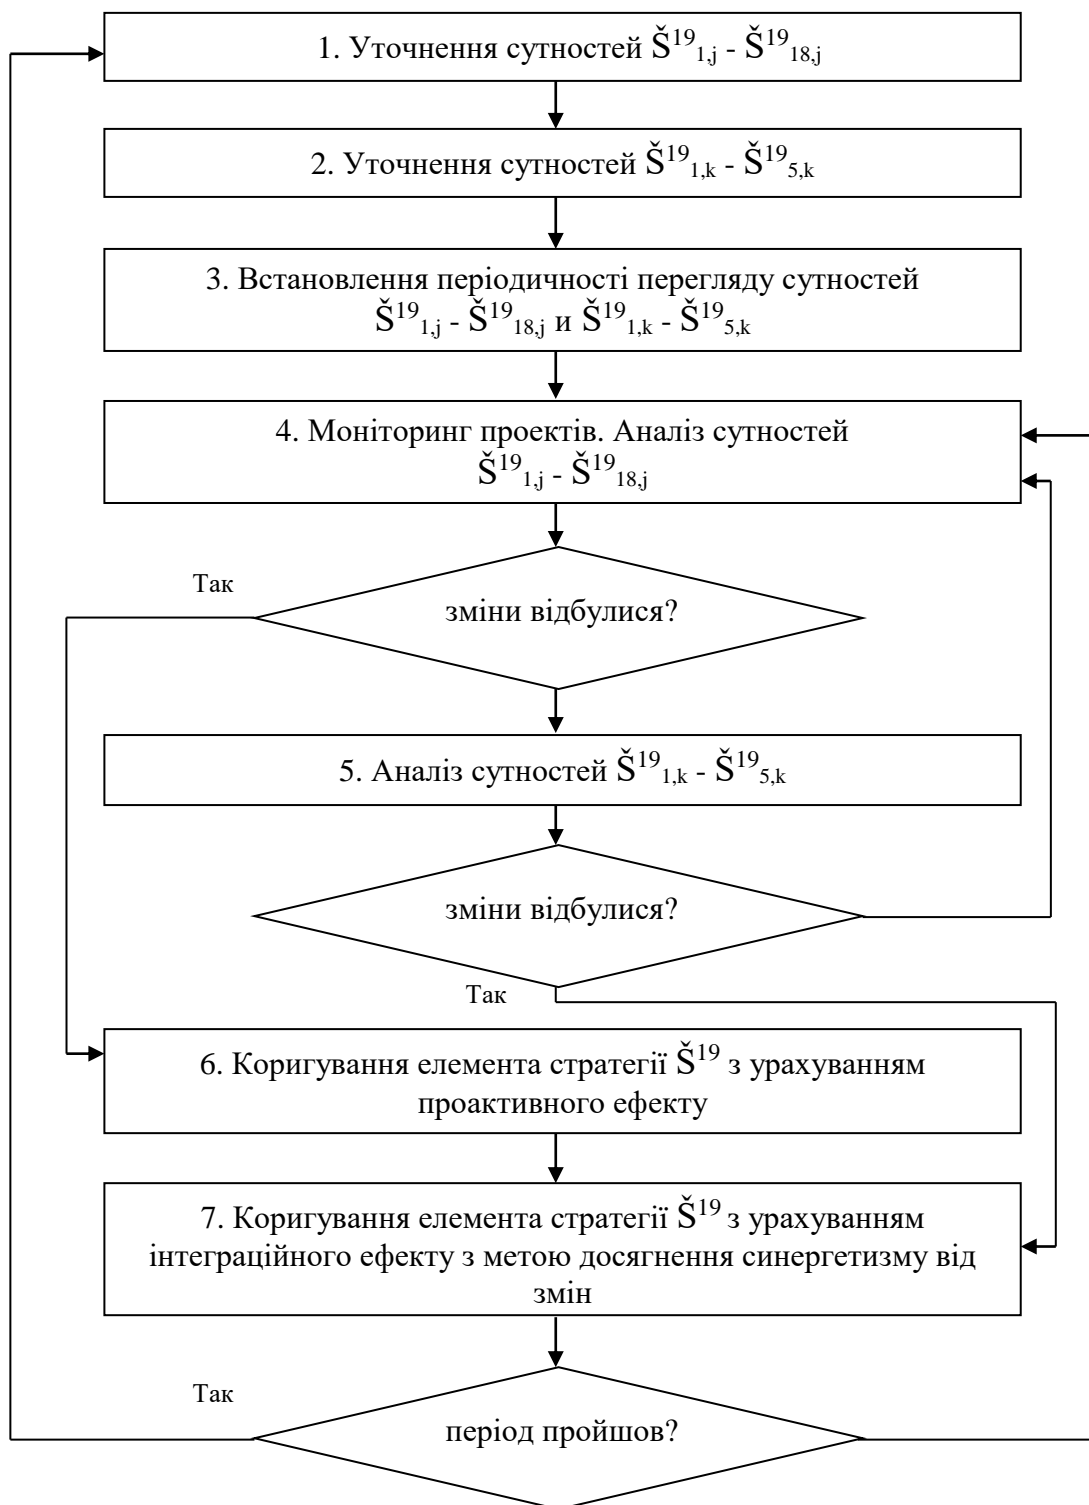 1. Уточнення сутностей Š¹⁹₁,ⱼ - Š¹⁹₁₈,ⱼ
2. Уточнення сутностей Š¹⁹₁,ₖ - Š¹⁹₅,ₖ
3. Встановлення періодичності перегляду сутностей
Š¹⁹₁,ⱼ - Š¹⁹₁₈,ⱼ и Š¹⁹₁,ₖ - Š¹⁹₅,ₖ
4. Моніторинг проектів. Аналіз сутностей
Š¹⁹₁,ⱼ - Š¹⁹₁₈,ⱼ
Так
зміни відбулися?
5. Аналіз сутностей Š¹⁹₁,ₖ - Š¹⁹₅,ₖ
зміни відбулися?
Так
6. Коригування елемента стратегії Š¹⁹ з урахуванням
проактивного ефекту
7. Коригування елемента стратегії Š¹⁹ з урахуванням
інтеграційного ефекту з метою досягнення синергетизму від
змін
Так
період пройшов?